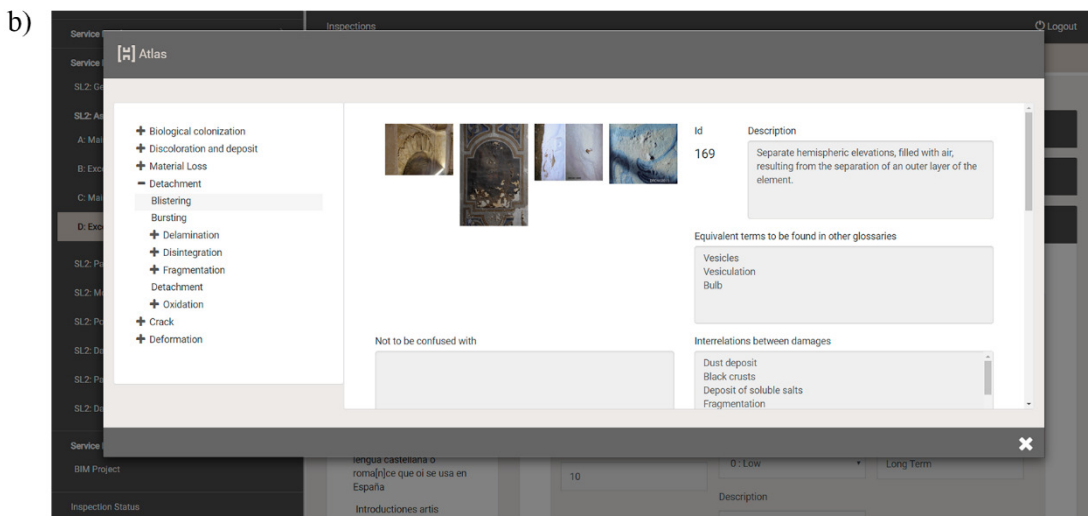 b)
Inspections
Logout
Service
Atlas
Service
SL2: Ge
SL2: As
A: Mai
B: Exce
C: Mai
D: Exce
SL2: Pa
SL2: Mo
SL2: Po
SL2: Da
SL2: Pa
SL2: Da
Biological colonization
Discoloration and deposit
Material Loss
Detachment
Blistering
Bursting
Delamination
Disintegration
Fragmentation
Detachment
Oxidation
Crack
Deformation
Id
169
Description
Separate hemispheric elevations, filled with air,
resulting from the separation of an outer layer of the
element.
Equivalent terms to be found in other glossaries
Vesicles
Vesiculation
Bulb
Not to be confused with
Interrelations between damages
Dust deposit
Black crusts
Deposit of soluble salts
Fragmentation
Service
BIM Project
Inspection Status
lengua castellana o
roma[n]ce que oi se usa en
España
Introductiones artis
10
0 : Low
Long Term
Description